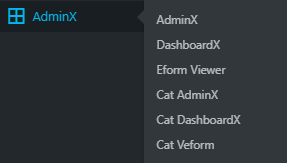 AdminX
AdminX
DashboardX
Eform Viewer
Cat AdminX
Cat DashboardX
Cat Veform